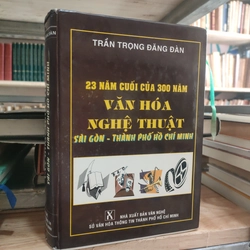 TRẦN TRỌNG ĐĂNG ĐÀN
23 NĂM CUỐI CỦA 300 NĂM
VĂN HÓA
NGHỆ THUẬT
SÀI GÒN - THÀNH PHỐ HỒ CHÍ MINH
NHÀ XUẤT BẢN VĂN NGHỆ
SỞ VĂN HÓA THÔNG TIN THÀNH PHỐ HỒ CHÍ MINH